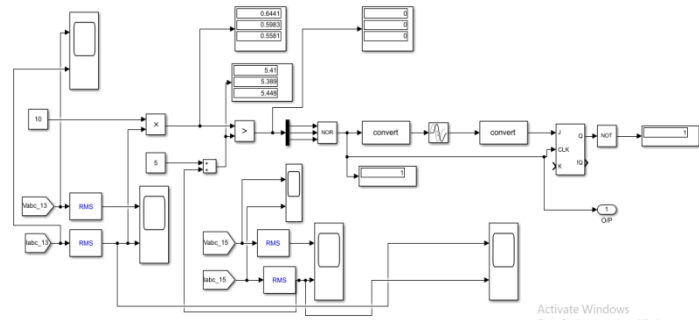 0.6441
0.5983
0.5581
0
0
0
5.41
5.389
5.448
10
×
>
NOR
convert
convert
J
CLK
K
Q
!Q
NOT
1
5
+
+
1
1
O/P
Vabc_13
RMS
Iabc_13
RMS
Vabc_15
RMS
Iabc_15
RMS
Activate Windows